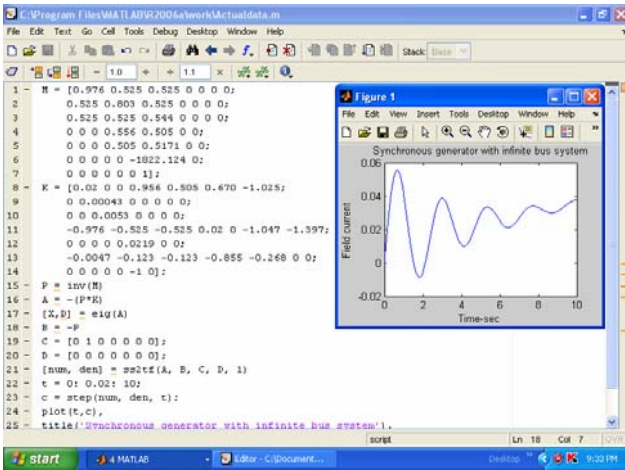 C:\Program Files\MATLAB\R2006a\work\Actualdata.m
File Edit Text Go Cell Tools Debug Desktop Window Help
Stack: Base
- 1.0 + ÷ 1.1 ×
1 - M = [0.976 0.525 0.525 0 0 0 0;
2 0.525 0.803 0.525 0 0 0 0;
3 0.525 0.525 0.544 0 0 0 0;
4 0 0 0 0.556 0.505 0 0;
5 0 0 0 0.505 0.5171 0 0;
6 0 0 0 0 0 -1822.124 0;
7 0 0 0 0 0 0 1];
8 - K = [0.02 0 0 0.956 0.505 0.670 -1.025;
9 0 0.00043 0 0 0 0 0;
10 0 0 0.0053 0 0 0 0;
11 -0.976 -0.525 -0.525 0.02 0 -1.047 -1.397;
12 0 0 0 0 0.0219 0 0;
13 -0.0047 -0.123 -0.123 -0.855 -0.268 0 0;
14 0 0 0 0 0 -1 0];
15 - P = inv(M)
16 - A = -(P*K)
17 - [X,D] = eig(A)
18 - B = -P
19 - C = [0 1 0 0 0 0 0];
20 - D = [0 0 0 0 0 0 0];
21 - [num, den] = ss2tf(A, B, C, D, 1)
22 - t = 0: 0.02: 10;
23 - c = step(num, den, t);
24 - plot(t,c),
25 - title('Synchronous generator with infinite bus system'),
Figure 1
File Edit View Insert Tools Desktop Window Help
Synchronous generator with infinite bus system
Field current
0.06
0.04
0.02
0
-0.02
0 2 4 6 8 10
Time-sec
script Ln 18 Col 7 OVR
start 4 MATLAB Editor - C:\Document... Desktop 9:33 PM